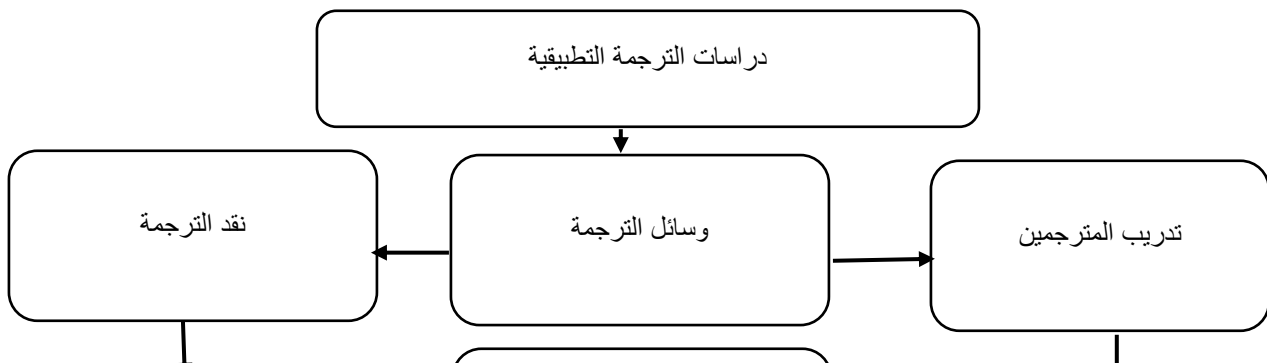 دراسات الترجمة التطبيقية
تدريب المترجمين
وسائل الترجمة
نقد الترجمة